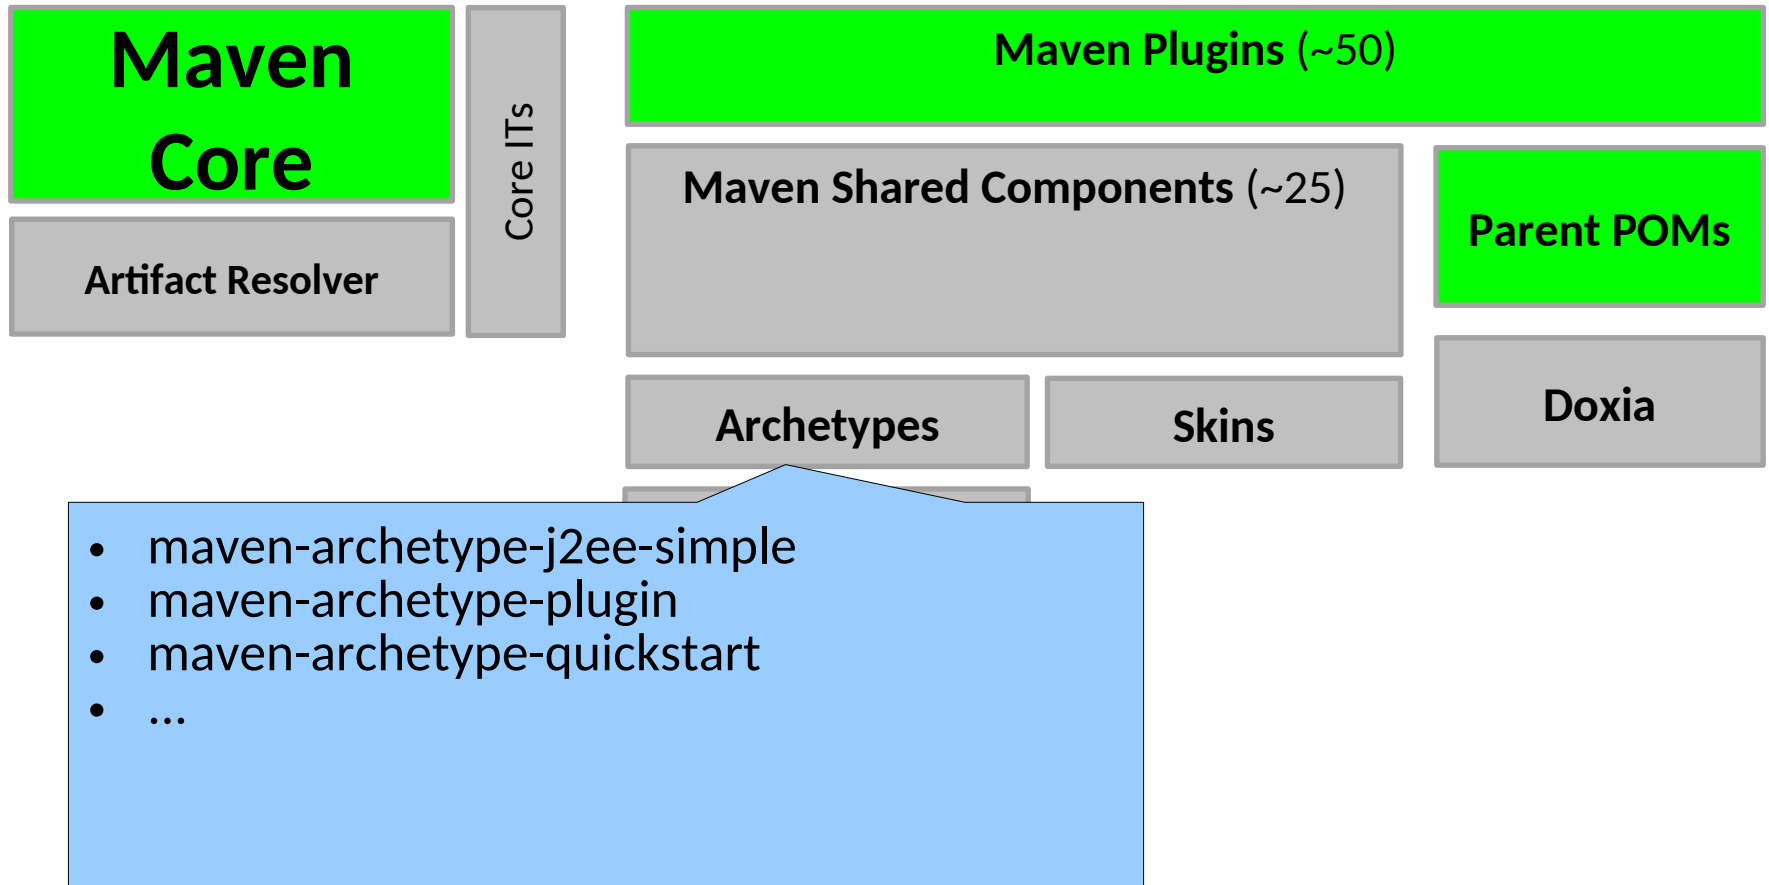 Maven
Core
Core ITs
Artifact Resolver
Maven Plugins (~50)
Maven Shared Components (~25)
Parent POMs
Archetypes
Skins
Doxia
• maven-archetype-j2ee-simple
• maven-archetype-plugin
• maven-archetype-quickstart
• ...